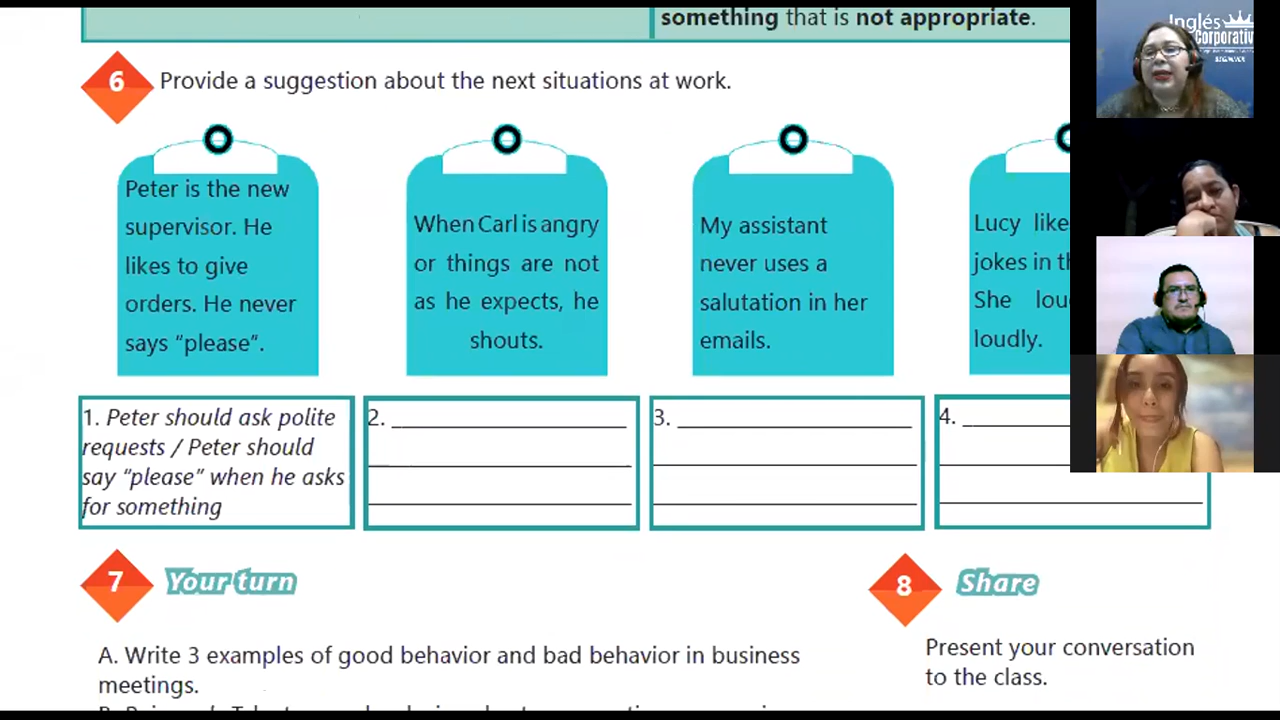 something that is not appropriate.
6 Provide a suggestion about the next situations at work.
Peter is the new
supervisor. He
likes to give
orders. He never
says “please”.
When Carl is angry
or things are not
as he expects, he
shouts.
My assistant
never uses a
salutation in her
emails.
Lucy like
jokes in th
She lou
loudly.
1. Peter should ask polite
requests / Peter should
say “please” when he asks
for something
2. ____________________
3. ____________________
4. ____________________
7 Your turn
A. Write 3 examples of good behavior and bad behavior in business
meetings.
8 Share
Present your conversation
to the class.
Inglés
Corporativ
BEGINNER